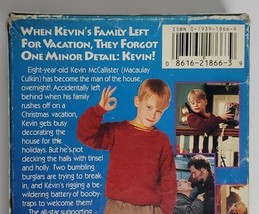 WHEN KEVIN'S FAMILY LEFT
FOR VACATION, THEY FORGOT
ONE MINOR DETAIL: KEVIN!
ISBN 0-7939-1866-8
0 86162 21866 3 9
Eight-year-old Kevin McCallister (Macaulay
Culkin) has become the man of the house,
overnight! Accidentally left
behind when his family
rushes off on a
Christmas vacation,
Kevin gets busy
decorating the
house for the
holidays. But he's not
decking the halls with tinsel
and holly. Two bumbling
burglars are trying to break
in, and Kevin's rigging a be-
wildering battery of booby-
traps to welcome them!
The all-star supporting